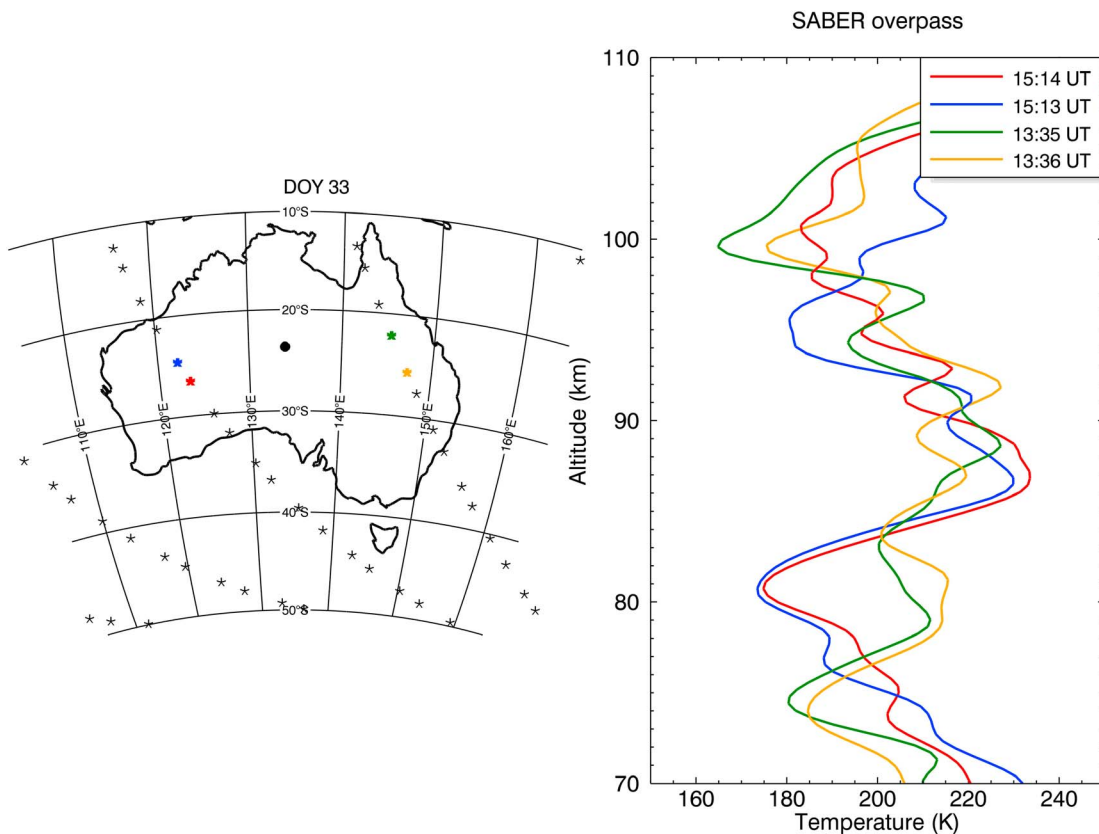 SABER overpass
DOY 33
10°S
20°S
30°S
40°S
50°S
110°E
120°E
130°E
140°E
150°E
160°E
110
100
90
80
70
Altitude (km)
15:14 UT
15:13 UT
13:35 UT
13:36 UT
160 180 200 220 240
Temperature (K)